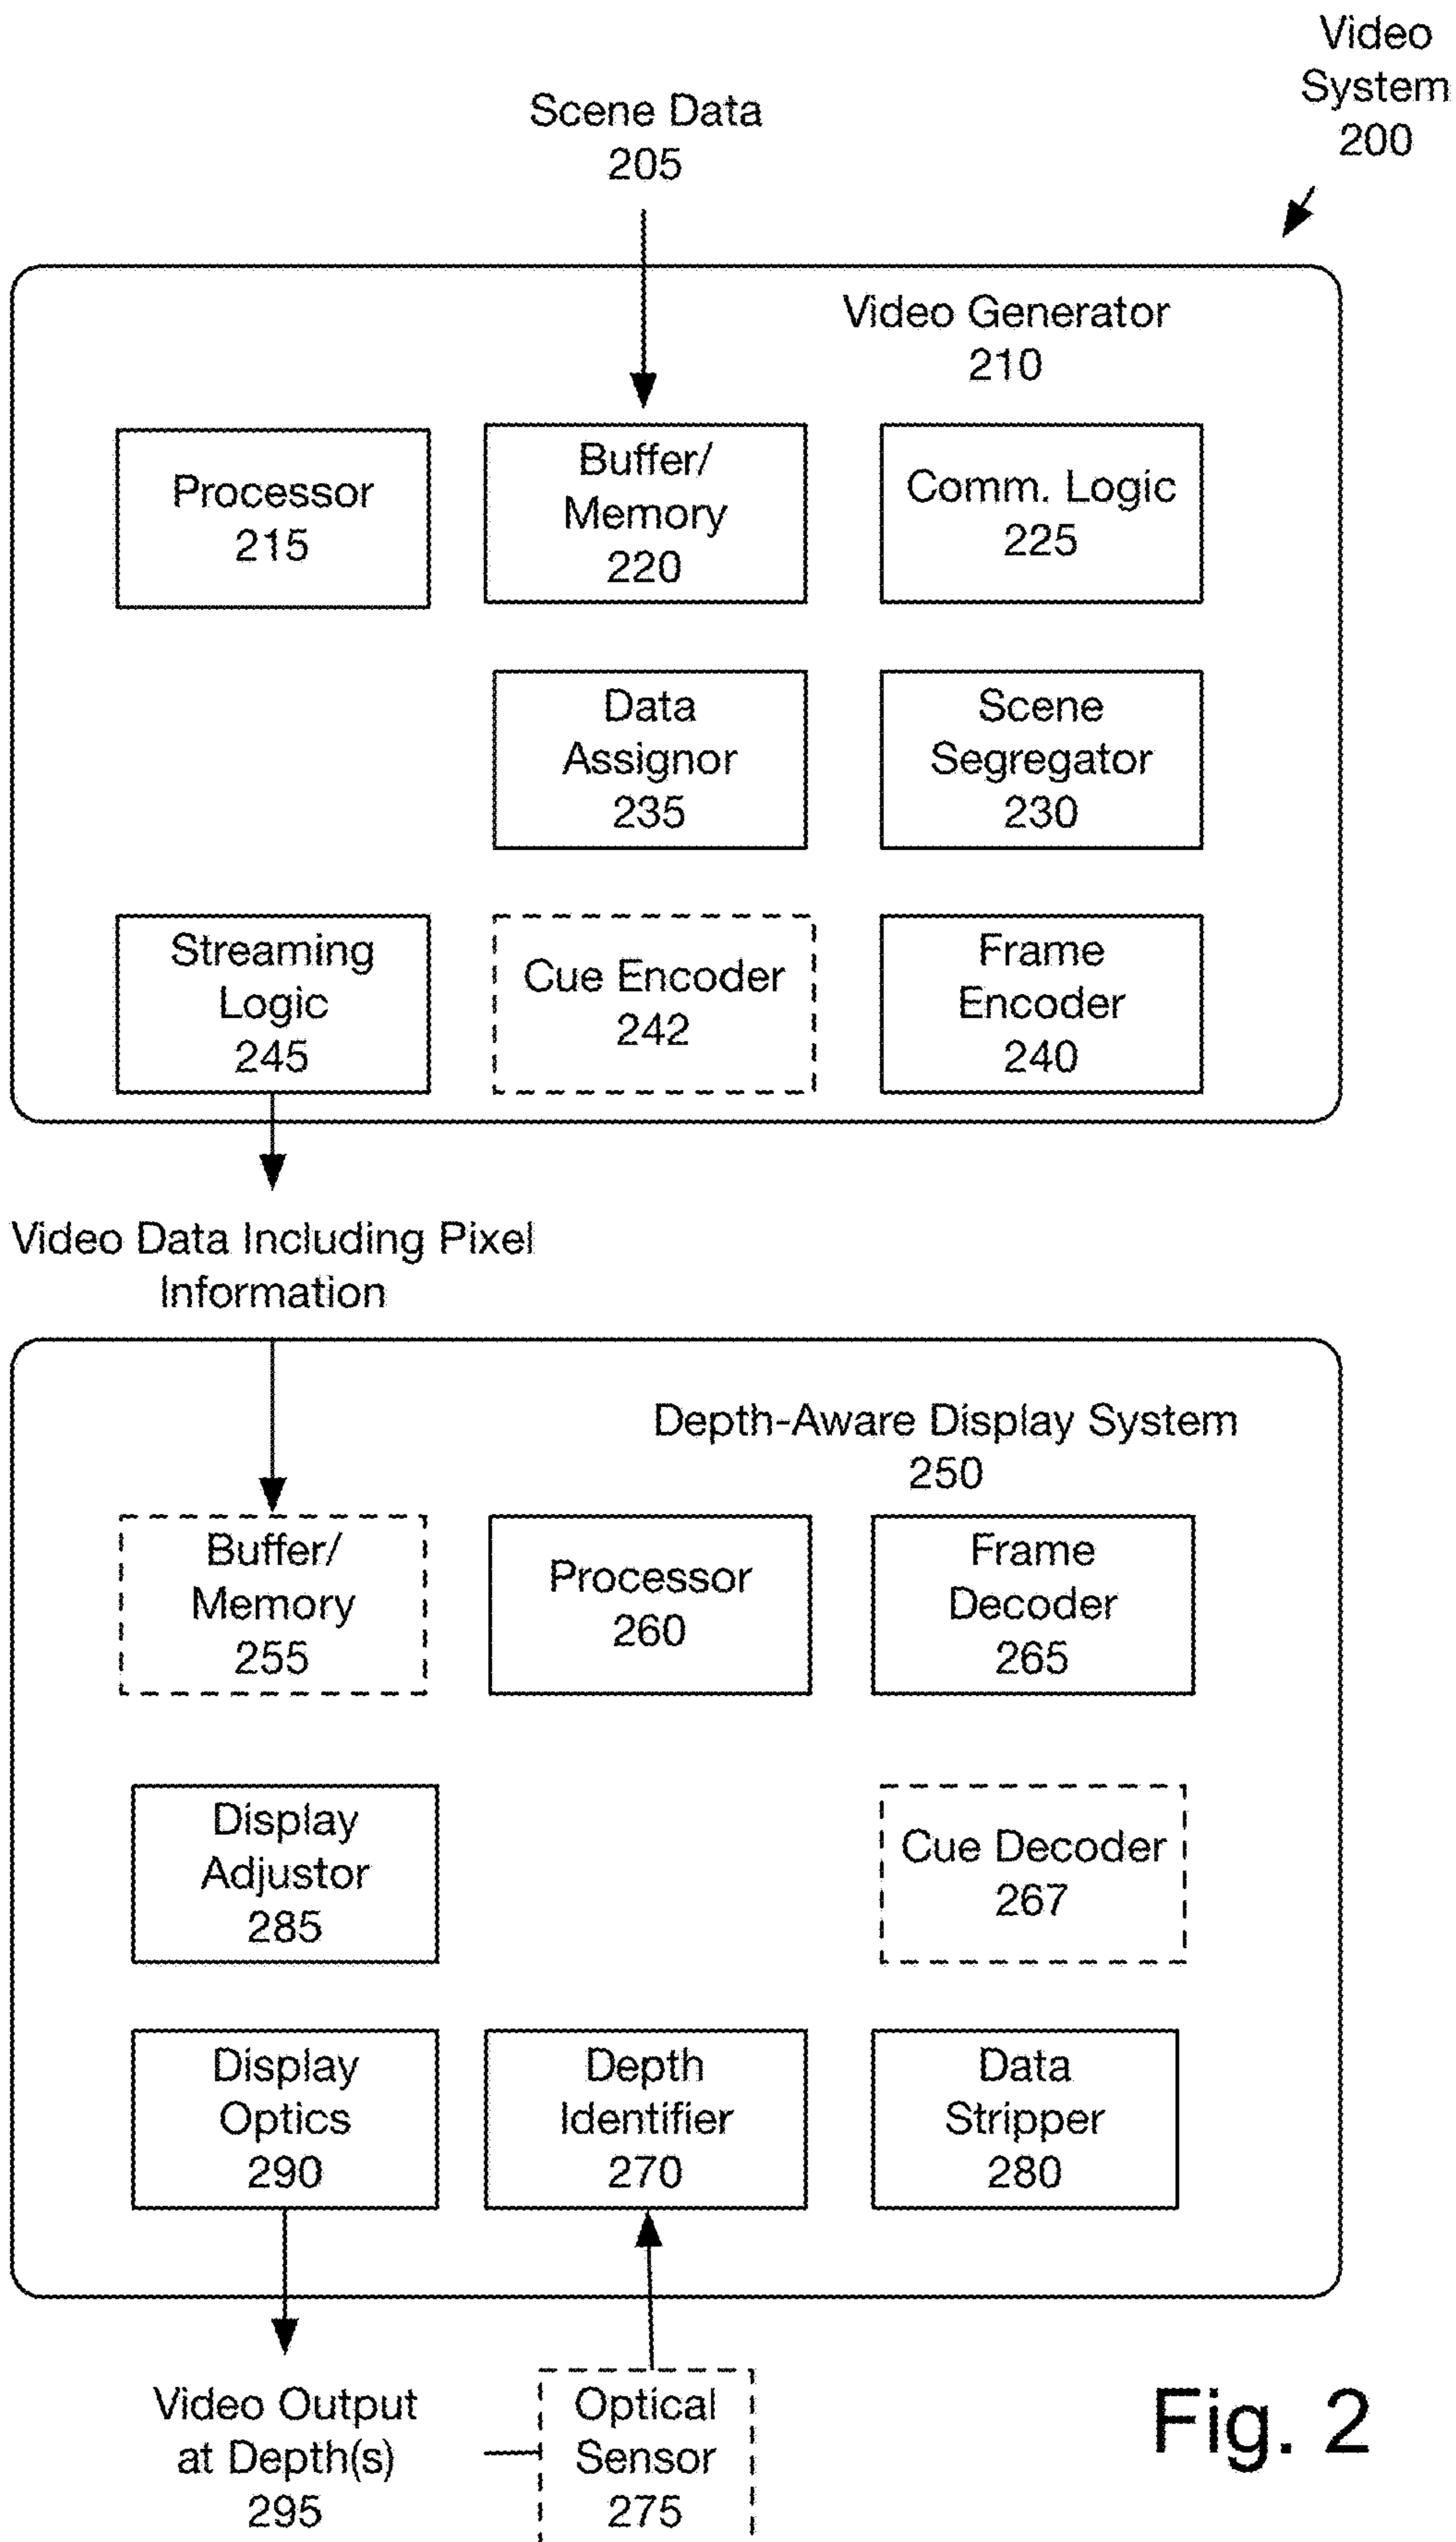 Video
System
200
Scene Data
205
Video Generator
210
Processor
215
Buffer/
Memory
220
Comm. Logic
225
Data
Assignor
235
Scene
Segregator
230
Streaming
Logic
245
Cue Encoder
242
Frame
Encoder
240
Video Data Including Pixel
Information
Depth-Aware Display System
250
Buffer/
Memory
255
Processor
260
Frame
Decoder
265
Display
Adjustor
285
Cue Decoder
267
Display
Optics
290
Depth
Identifier
270
Data
Stripper
280
Video Output
at Depth(s)
295
Optical
Sensor
275
Fig. 2